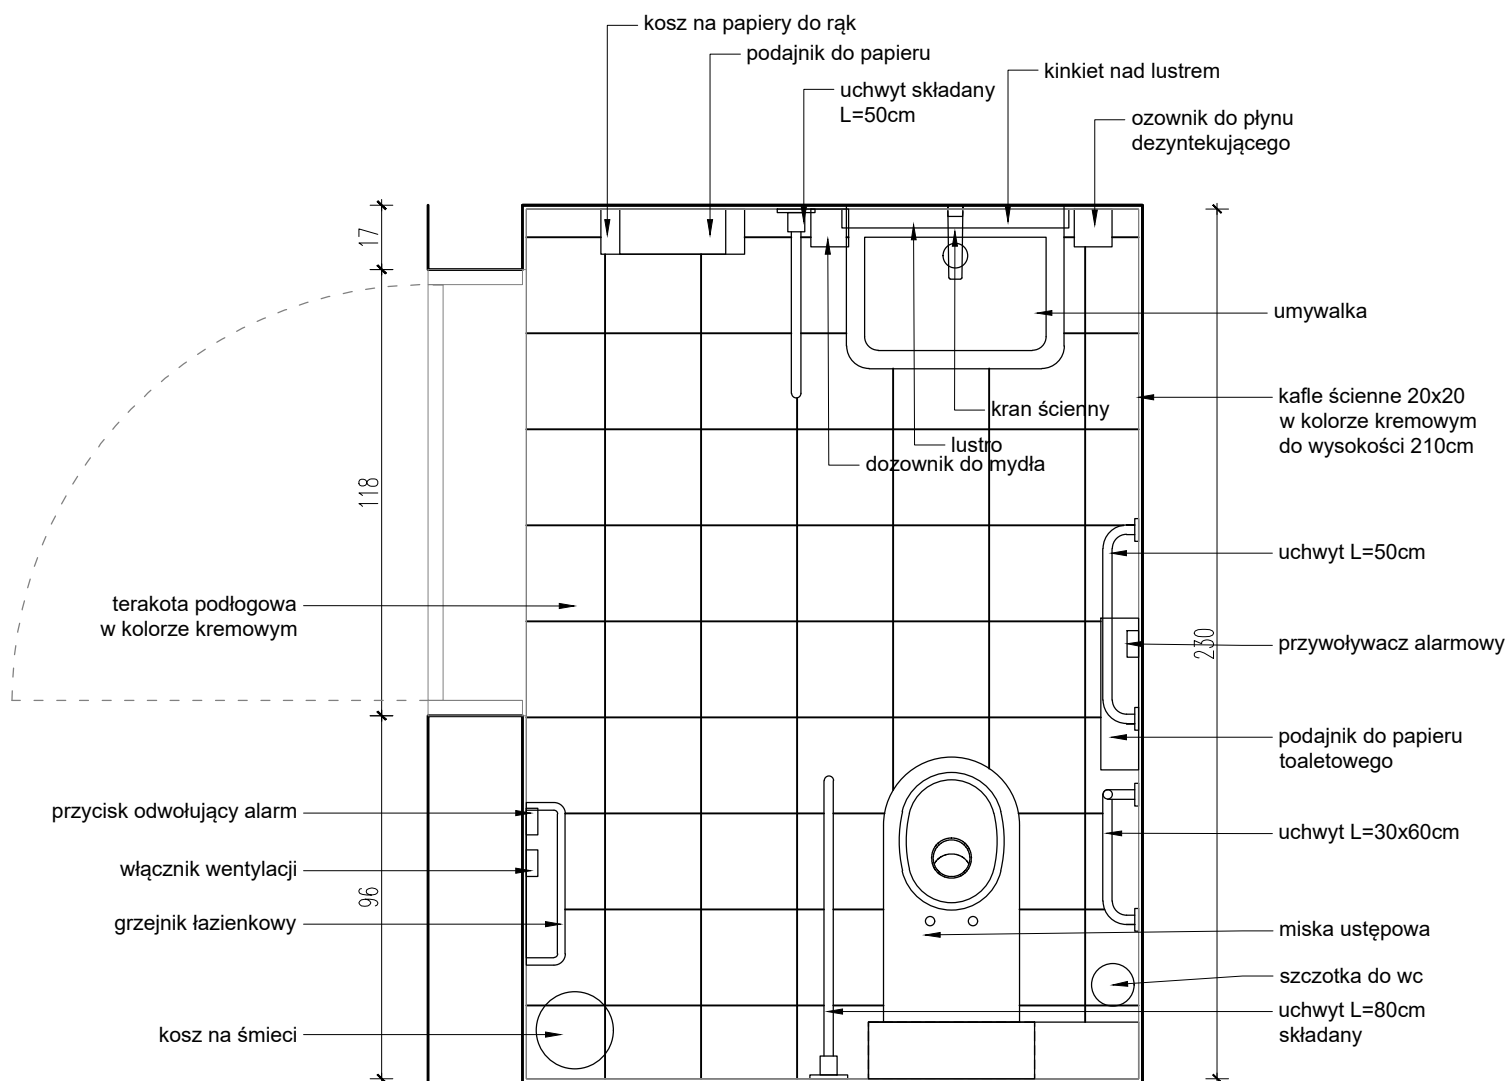 kosz na papiery do rąk
podajnik do papieru
uchwyt składany
L=50cm
kinkiet nad lustrem
ozownik do płynu
dezyntekującego
17
umywalka
kafle ścienne 20x20
w kolorze kremowym
do wysokości 210cm
kran ścienny
lustro
dozownik do mydła
118
uchwyt L=50cm
terakota podłogowa
w kolorze kremowym
230
przywoływacz alarmowy
podajnik do papieru
toaletowego
przycisk odwołujący alarm
uchwyt L=30x60cm
włącznik wentylacji
96
grzejnik łazienkowy
miska ustępowa
szczotka do wc
uchwyt L=80cm
składany
kosz na śmieci